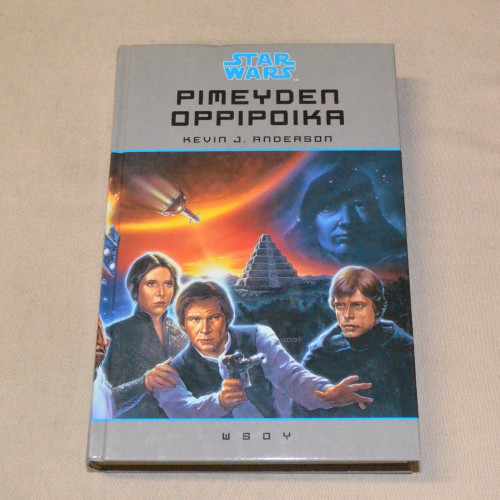 STAR
WARS
PIMEYDEN
OPPIPOIKA
KEVIN J. ANDERSON
WSOY